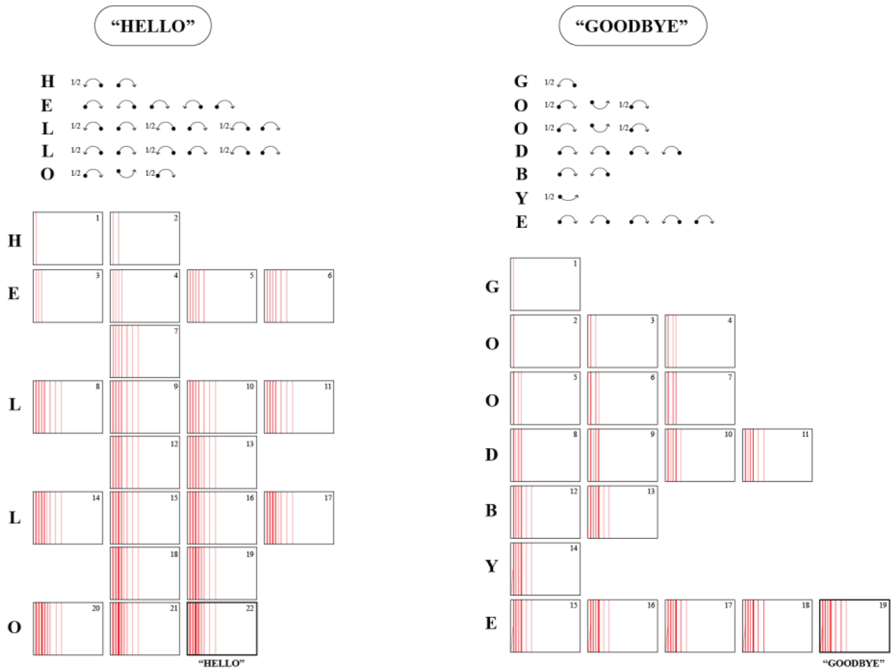 “HELLO”
H 1/2
E
L 1/2 1/2 1/2
L 1/2 1/2 1/2
O 1/2 1/2
H 1 2
E 3 4 5 6
7
L 8 9 10 11
12 13
L 14 15 16 17
18 19
O 20 21 22
“HELLO”
“GOODBYE”
G 1/2
O 1/2 1/2
O 1/2 1/2
D
B
Y 1/2
E
G 1
O 2 3 4
O 5 6 7
D 8 9 10 11
B 12 13
Y 14
E 15 16 17 18 19
“GOODBYE”